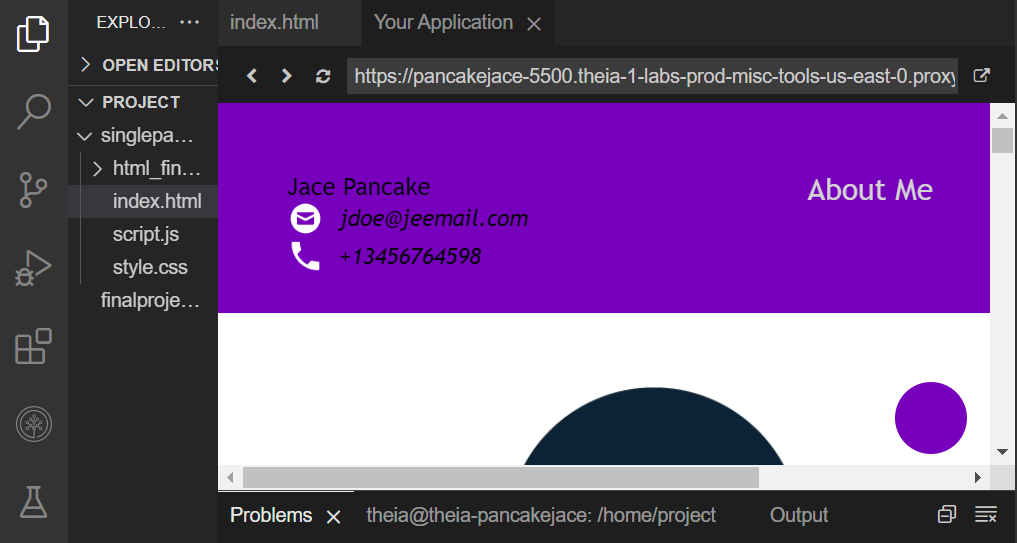 EXPLO... ···
index.html
Your Application
OPEN EDITORS
https://pancakejace-5500.theia-1-labs-prod-misc-tools-us-east-0.proxy
PROJECT
singlepa...
html_fin...
index.html
script.js
style.css
finalproje...
Jace Pancake
jdoe@jeemail.com
+13456764598
About Me
Problems
theia@theia-pancakejace: /home/project
Output